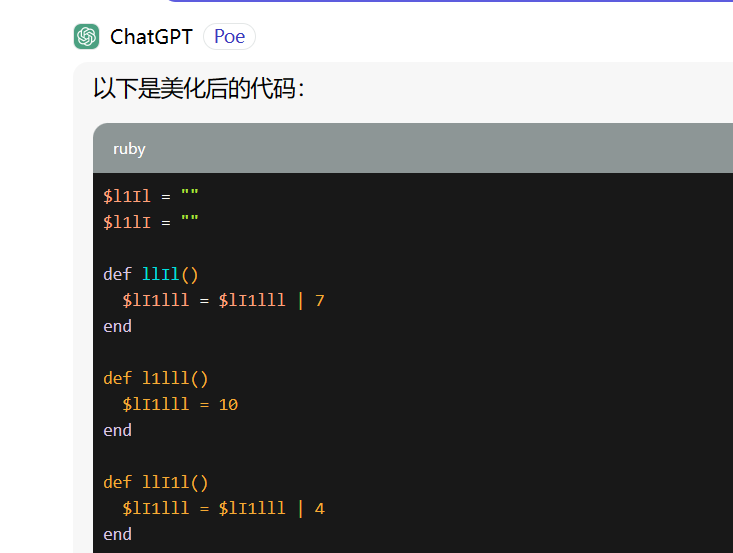 ChatGPT Poe
以下是美化后的代码：
ruby
$l1Il = ""
$l1lI = ""
def llIl()
$lI1lll = $lI1lll | 7
end
def l1lll()
$lI1lll = 10
end
def llI1l()
$lI1lll = $lI1lll | 4
end